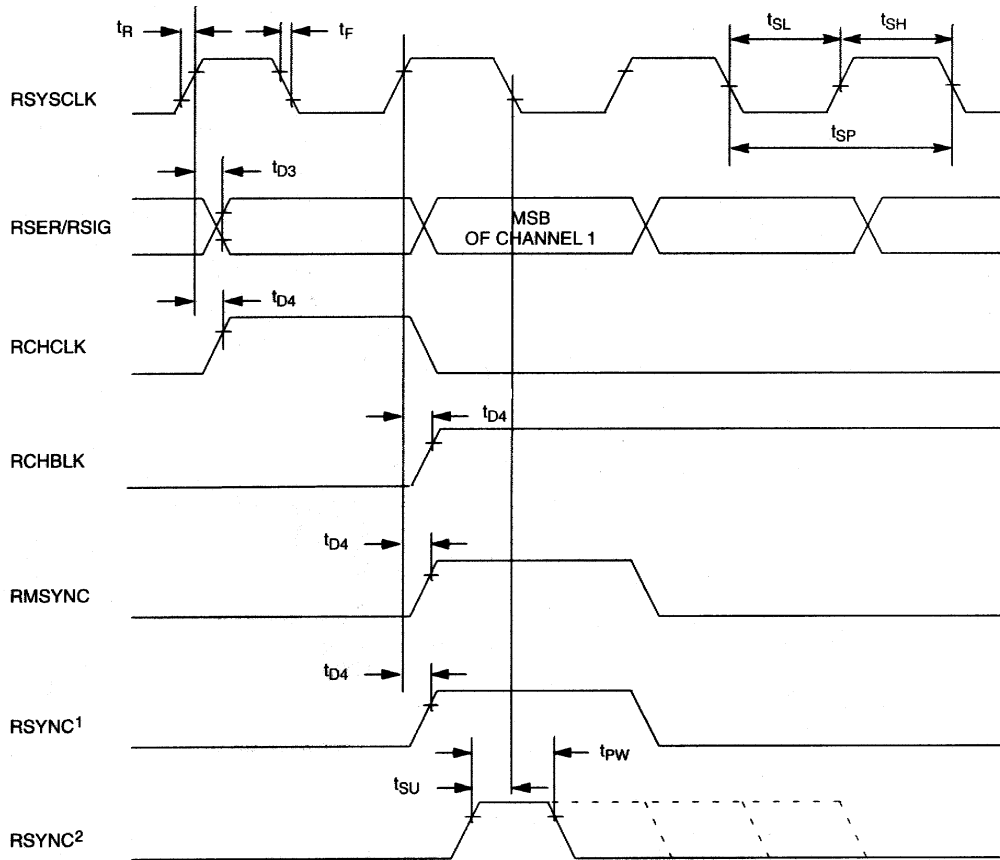 tR
tF
tSL
tSH
RSYSCLK
tSP
tD3
RSER/RSIG
MSB
OF CHANNEL 1
tD4
RCHCLK
tD4
RCHBLK
tD4
RMSYNC
tD4
RSYNC1
tPW
tSU
RSYNC2